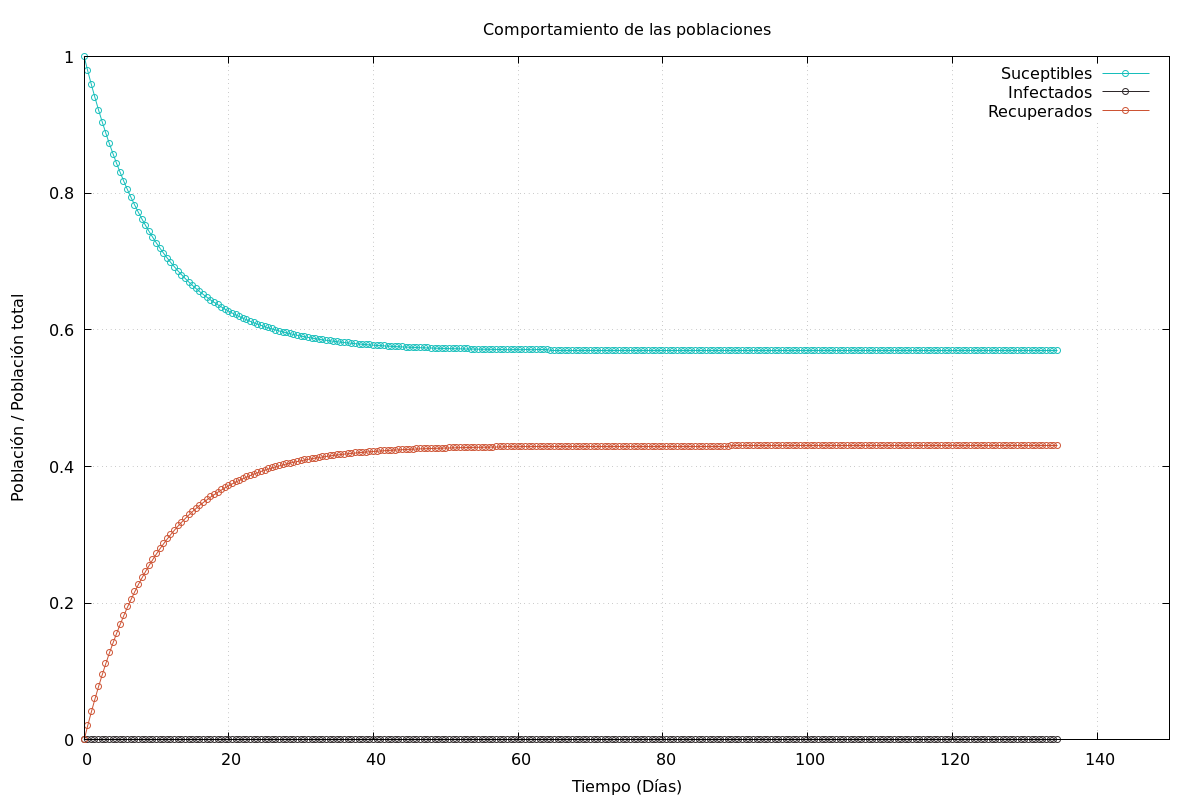 Comportamiento de las poblaciones
1
0.8
0.6
0.4
0.2
0
Población / Población total
Suceptibles
Infectados
Recuperados
0 20 40 60 80 100 120 140
Tiempo (Días)